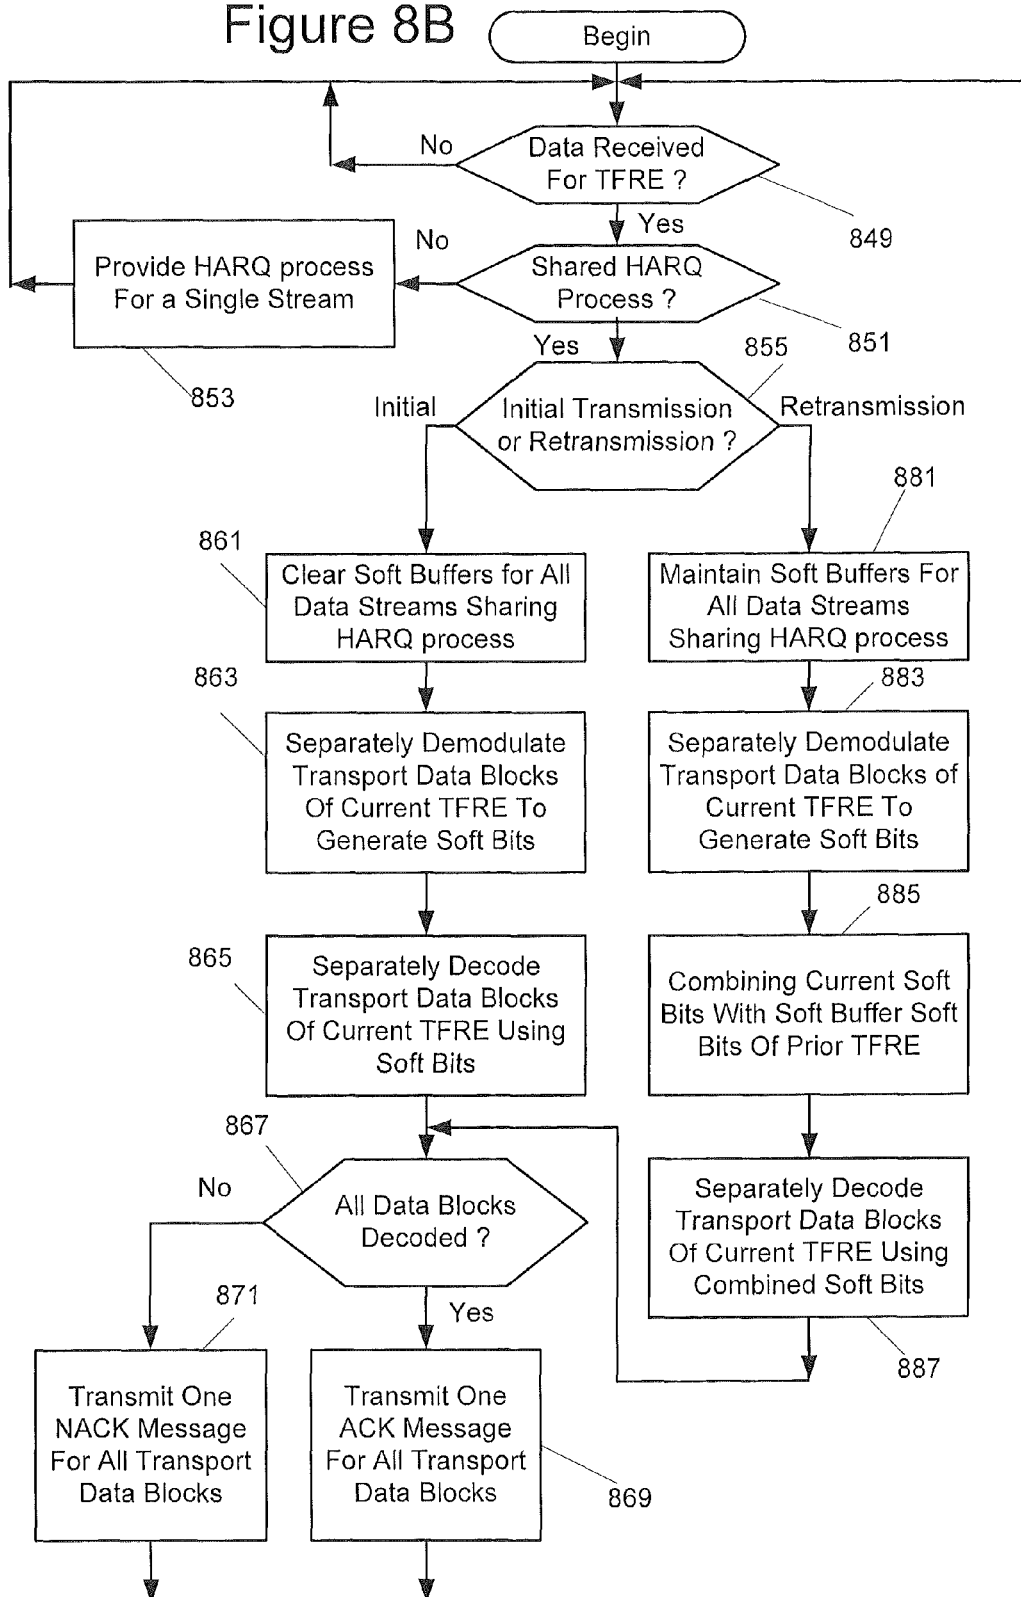 Figure 8B
Begin
No
Data Received
For TFRE ?
849
Yes
No
Provide HARQ process
For a Single Stream
Shared HARQ
Process ?
851
853
Yes
855
Initial
Initial Transmission
or Retransmission ?
Retransmission
881
861
Clear Soft Buffers for All
Data Streams Sharing
HARQ process
Maintain Soft Buffers For
All Data Streams
Sharing HARQ process
863
883
Separately Demodulate
Transport Data Blocks
Of Current TFRE To
Generate Soft Bits
Separately Demodulate
Transport Data Blocks of
Current TFRE To
Generate Soft Bits
885
865
Separately Decode
Transport Data Blocks
Of Current TFRE Using
Soft Bits
Combining Current Soft
Bits With Soft Buffer Soft
Bits Of Prior TFRE
867
No
All Data Blocks
Decoded ?
Separately Decode
Transport Data Blocks
Of Current TFRE Using
Combined Soft Bits
871
Yes
887
Transmit One
NACK Message
For All Transport
Data Blocks
Transmit One
ACK Message
For All Transport
Data Blocks
869